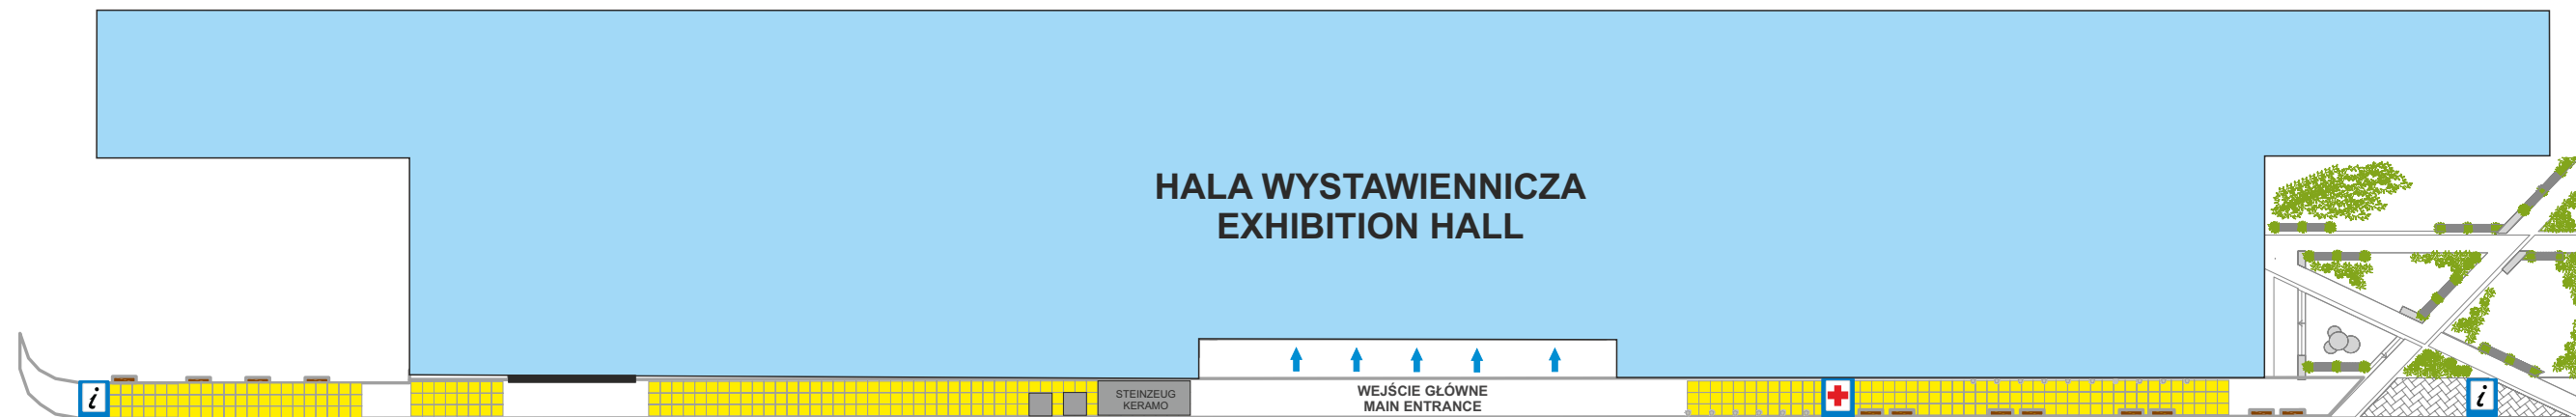 HALA WYSTAWIENNICZA
EXHIBITION HALL
i
STEINZEUG
KERAMO
WEJŚCIE GŁÓWNE
MAIN ENTRANCE
i